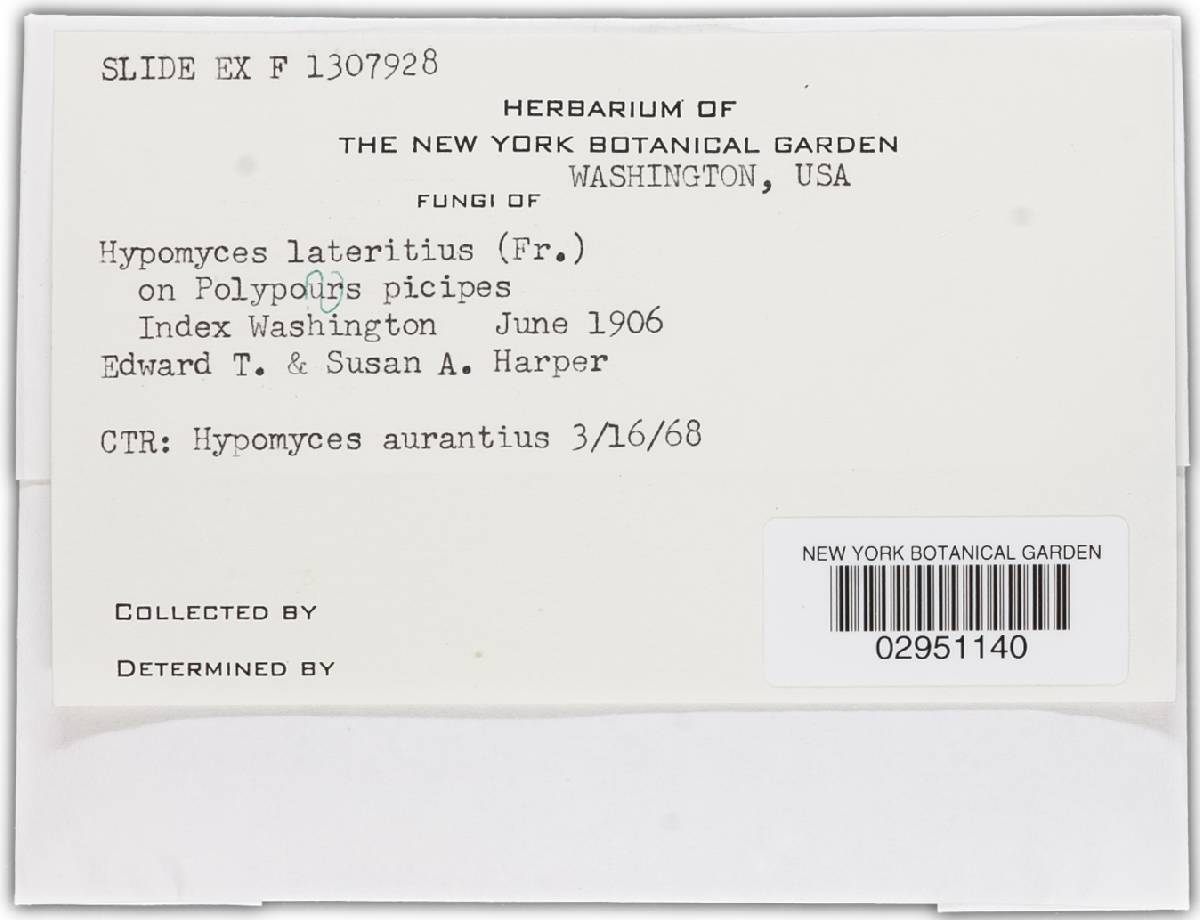 SLIDE EX F 1307928
HERBARIUM OF
THE NEW YORK BOTANICAL GARDEN
WASHINGTON, USA
FUNGI OF
Hypomyces lateritius (Fr.)
on Polypours picipes
Index Washington June 1906
Edward T. & Susan A. Harper
CTR: Hypomyces aurantius 3/16/68
NEW YORK BOTANICAL GARDEN
02951140
COLLECTED BY
DETERMINED BY